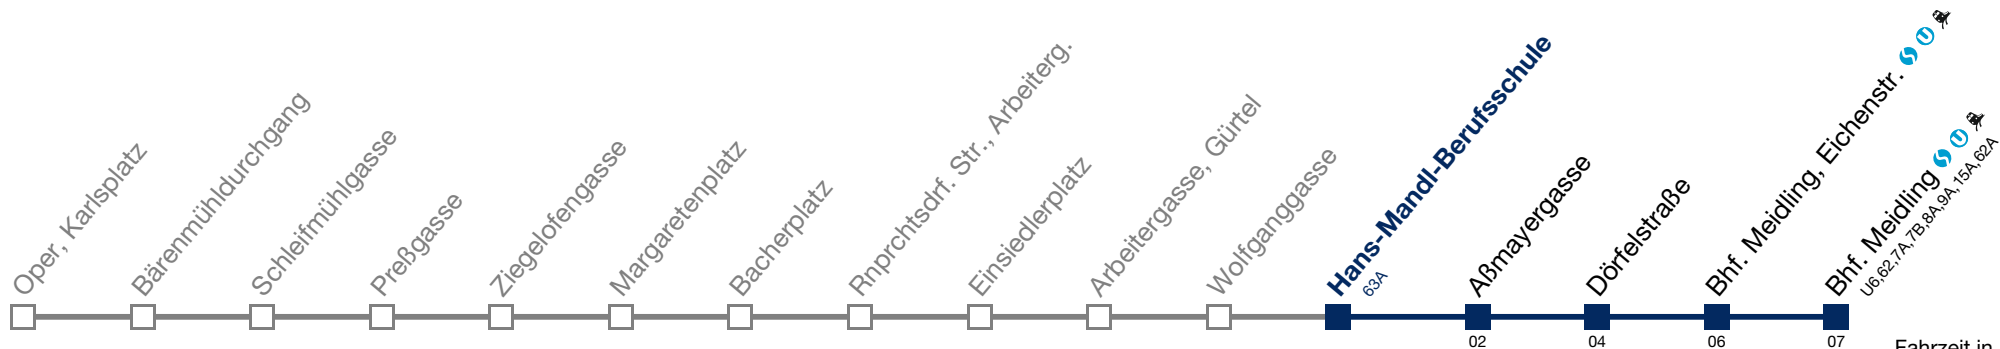 Oper, Karlsplatz
Bärenmühldurchgang
Schleifmühlgasse
Preßgasse
Ziegelofengasse
Margaretenplatz
Bacherplatz
Rnprchtsdrf. Str., Arbeiterg.
Einsiedlerplatz
Arbeitergasse, Gürtel
Wolfganggasse
Hans-Mandl-Berufsschule
63A
Aßmayergasse
Dörfelstraße
Bhf. Meidling, Eichenstr.
Bhf. Meidling
U6,62,7A,7B,8A,9A,15A,62A
02
04
06
07
Fahrzeit in